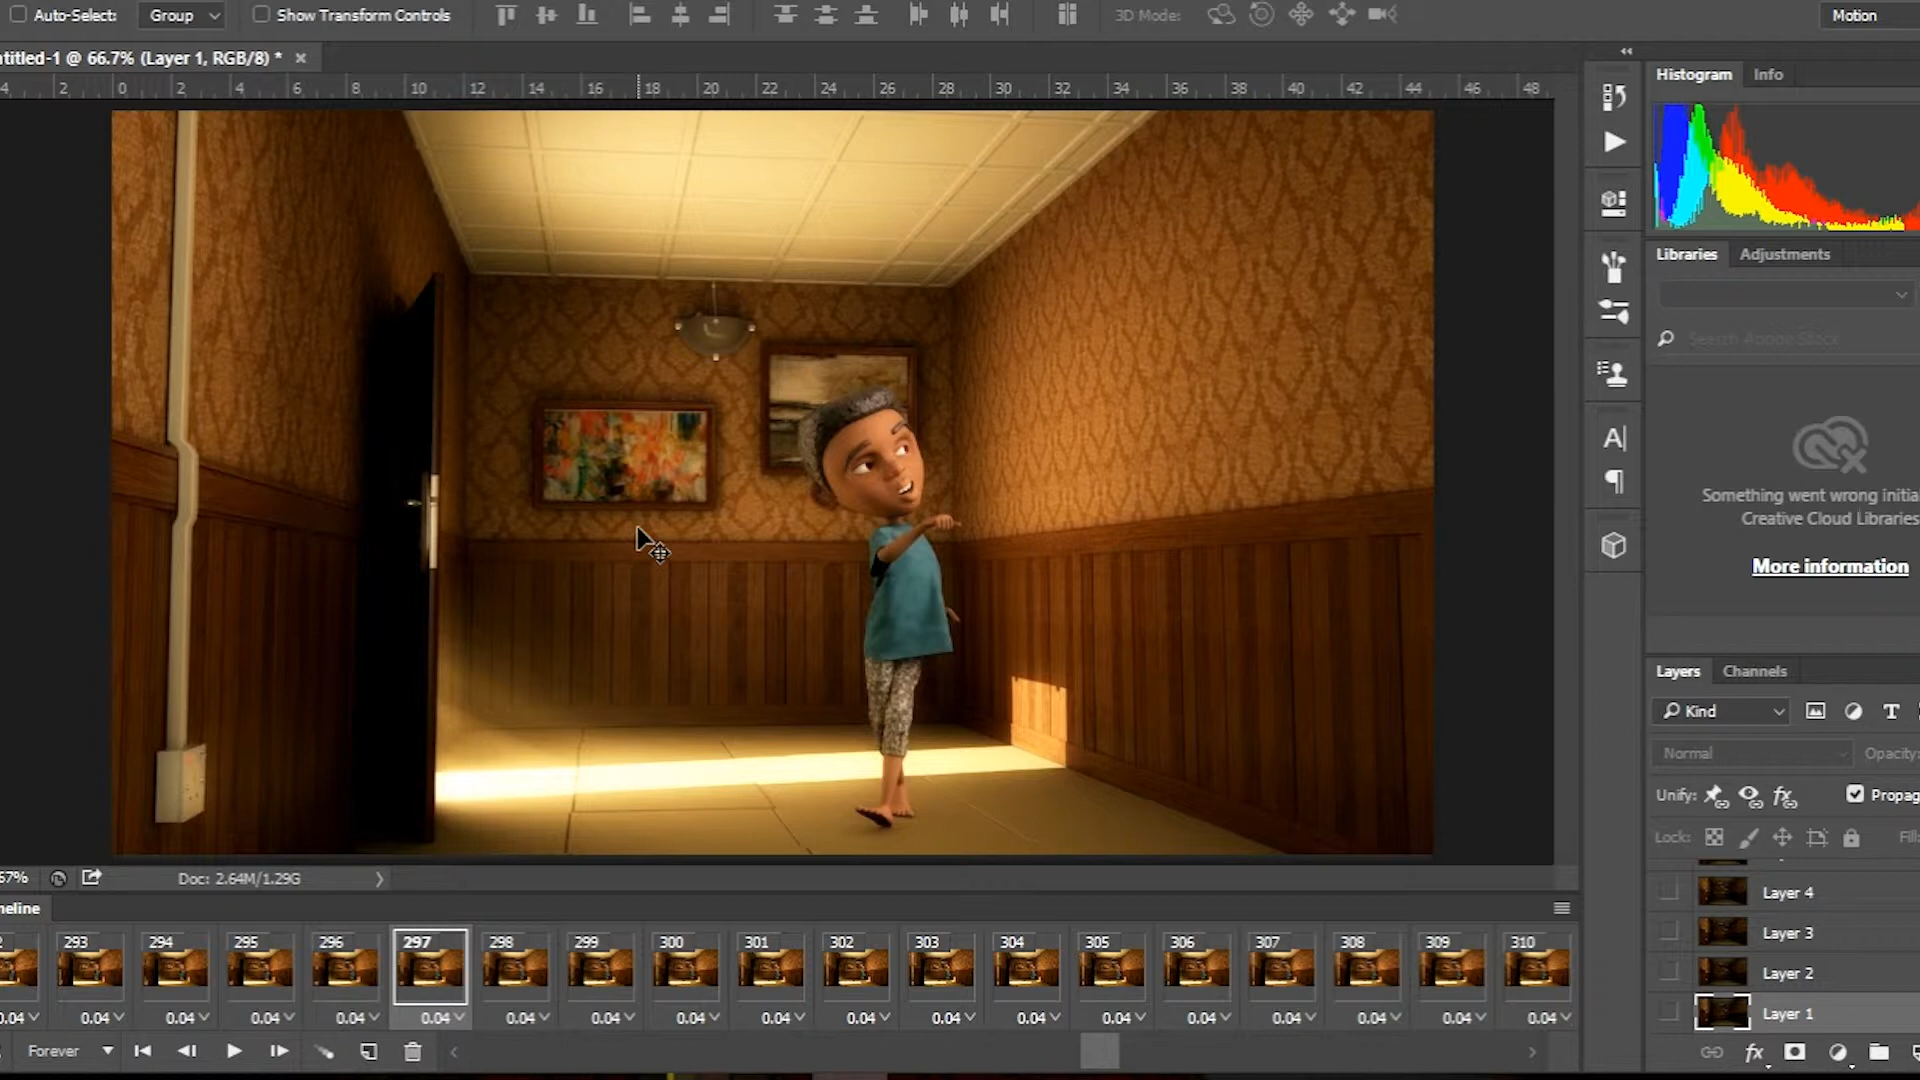 Auto-Select: Group Show Transform Controls 3D Mode: Motion
ntitled-1 @ 66.7% (Layer 1, RGB/8) * ×
4 2 0 2 4 6 8 10 12 14 16 18 20 22 24 26 28 30 32 34 36 38 40 42 44 46 48
Histogram Info
Libraries Adjustments
Search Adobe Stock
Something went wrong initia
Creative Cloud Libraries
More information
Layers Channels
Kind
Normal Opacity:
Unify: Propag
Lock: Fill
Layer 4
Layer 3
Layer 2
Layer 1
67% Doc: 2.64M/1.29G
meline
2 293 294 295 296 297 298 299 300 301 302 303 304 305 306 307 308 309 310
0.04 0.04 0.04 0.04 0.04 0.04 0.04 0.04 0.04 0.04 0.04 0.04 0.04 0.04 0.04 0.04 0.04 0.04 0.04
Forever